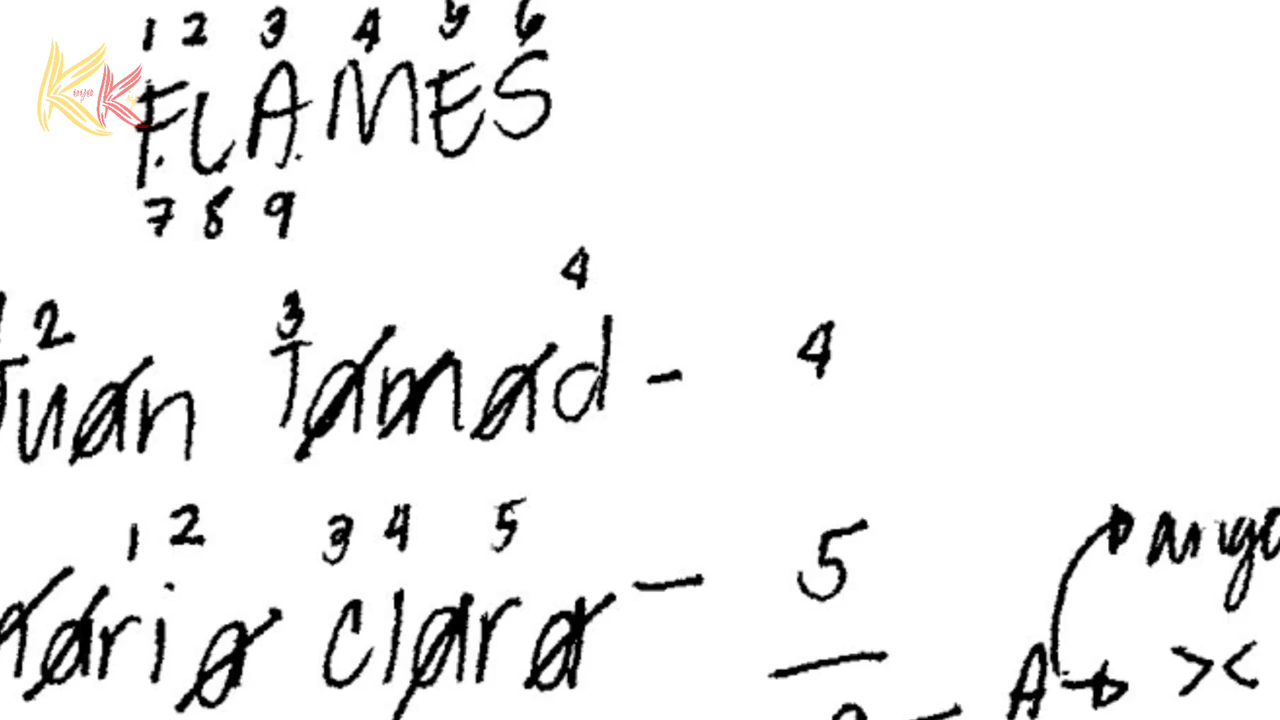 1 2 3 4 5 6
FLAMES
7 8 9
2 3 4
Juan Tamad - 4
1 2 3 4 5
Maria Clara - 5
A → ><